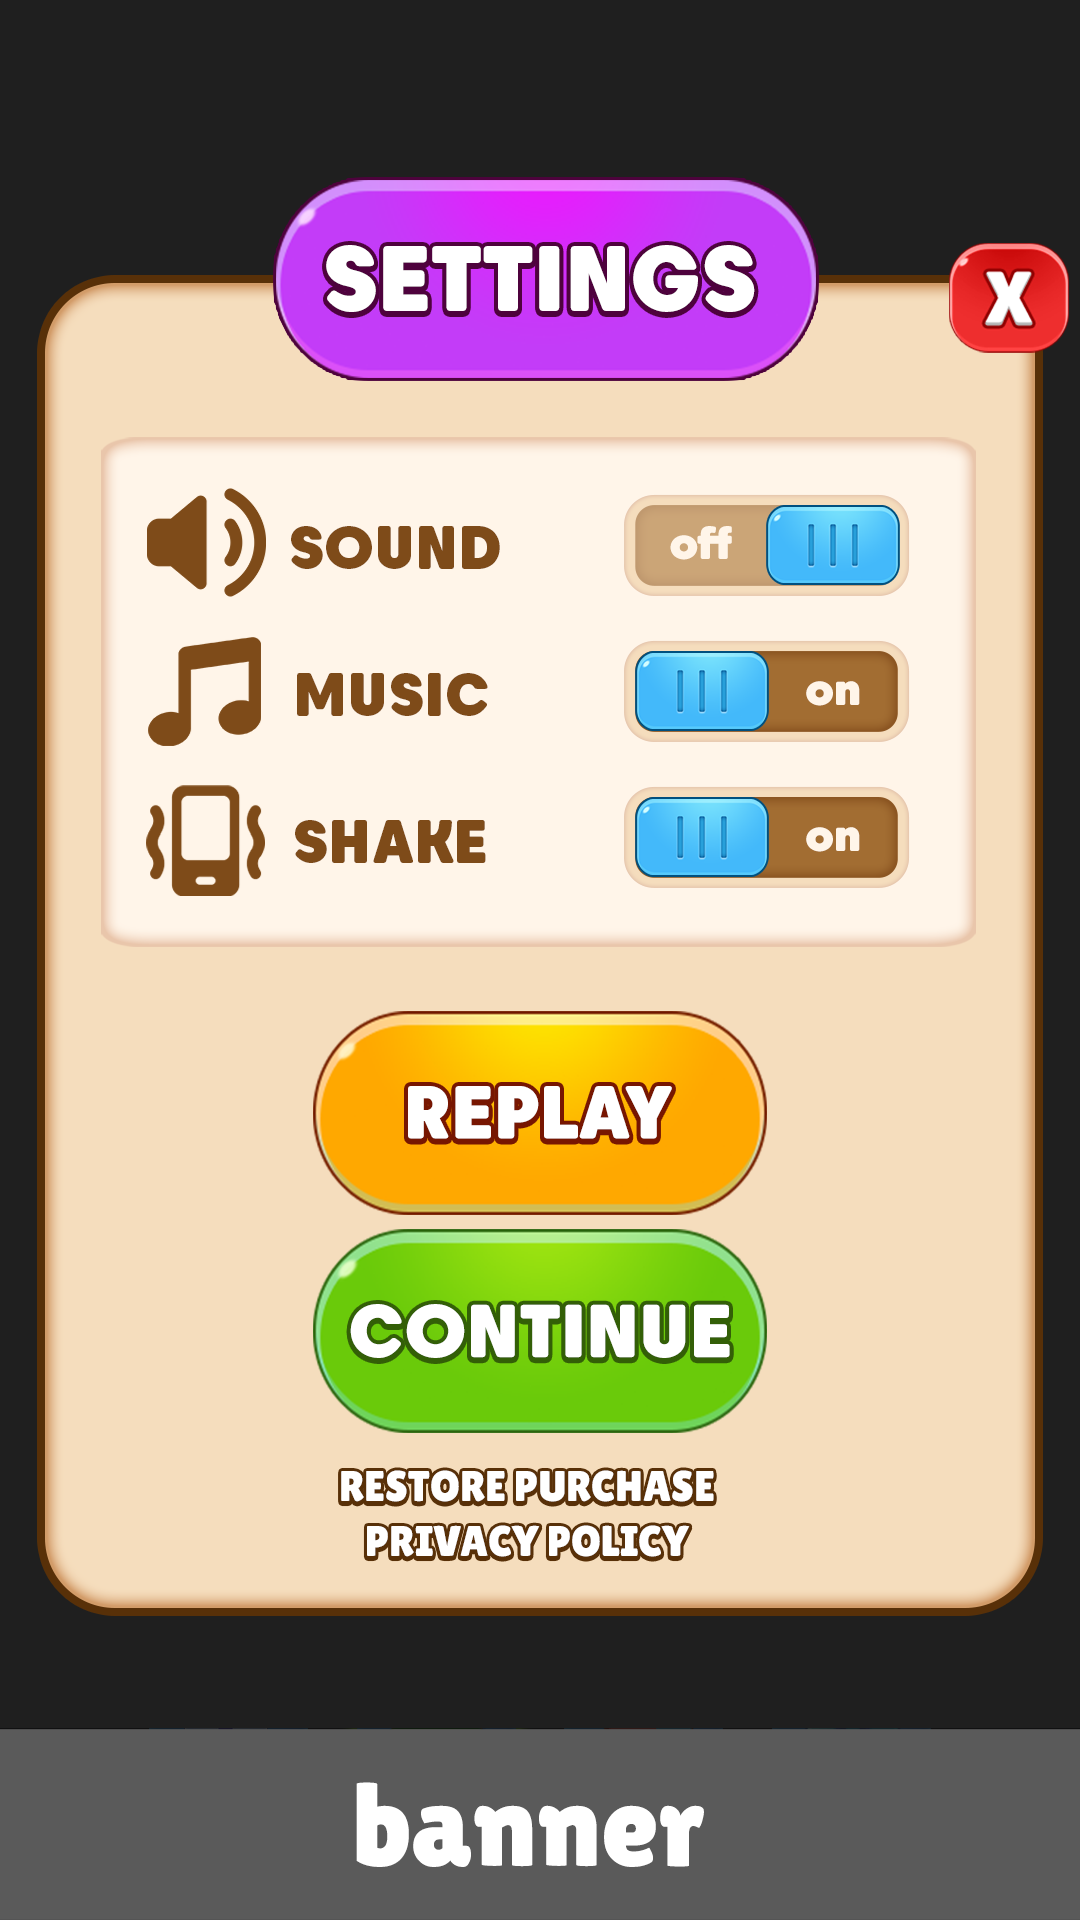 SETTINGS
X
SOUND off
MUSIC on
SHAKE on
REPLAY
CONTINUE
RESTORE PURCHASE
PRIVACY POLICY
banner